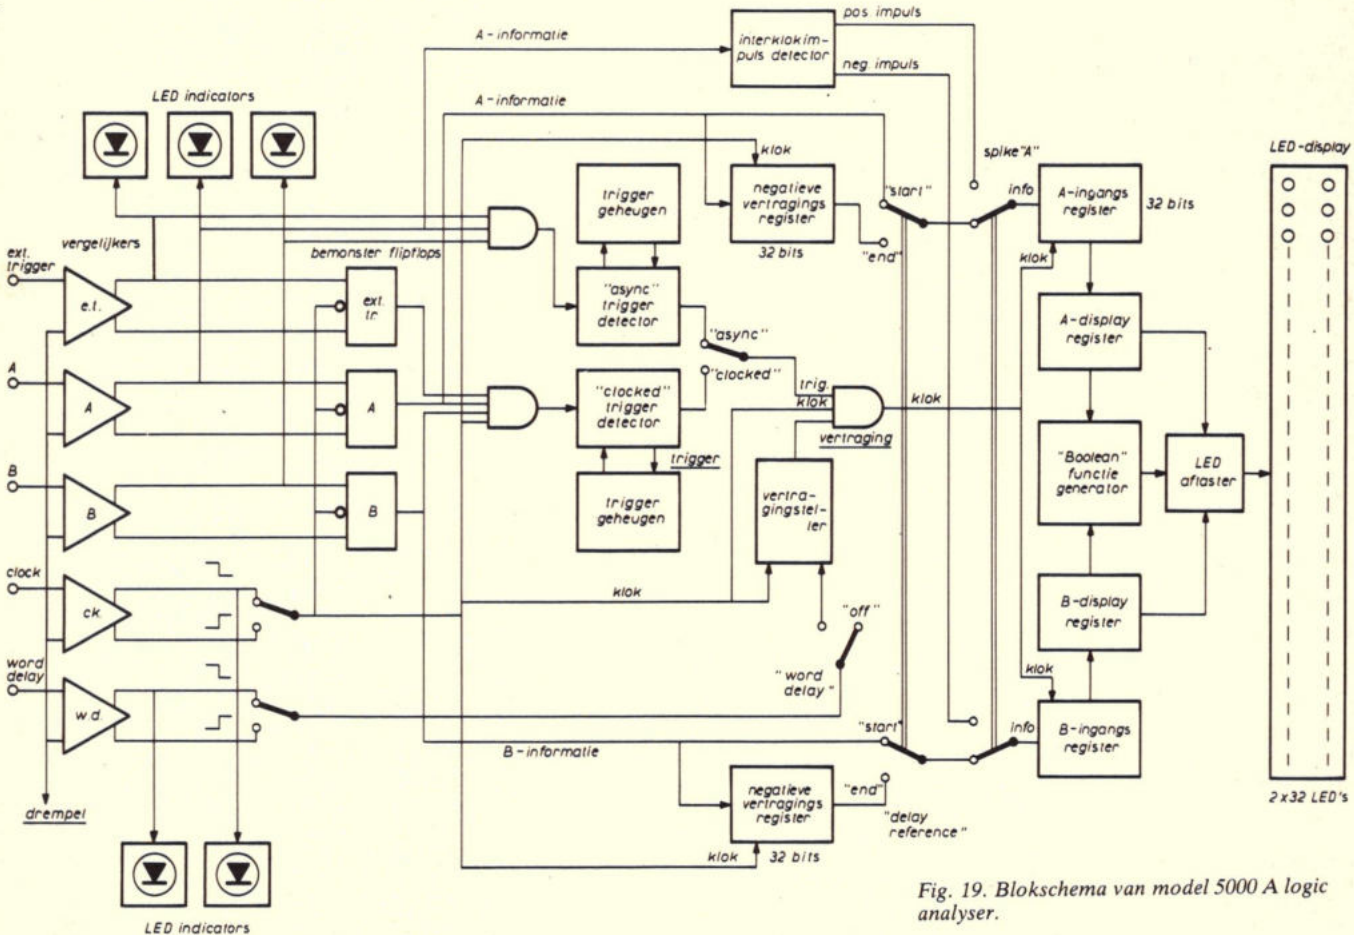 pos. impuls
A-informatie
interklokim-
puls detector
neg. impuls
LED indicators
A-informatie
klok
spike "A"
LED-display
trigger
geheugen
negatieve
vertragings
register
32 bits
"start"
"end"
info
A-ingangs
register
32 bits
klok
ext.
trigger
vergelijkers
bemonster flipflops
e.t.
ext.
tr.
"async"
trigger
detector
"async"
"clocked"
A-display
register
A
A
A
"clocked"
trigger
detector
trigger
trig.
klok
vertraging
klok
"Boolean"
functie
generator
LED
aftaster
B
B
B
trigger
geheugen
vertra-
gingstel-
ler
clock
ck.
klok
"off"
"word
delay"
B-display
register
word
delay
w.d.
klok
B-informatie
"start"
info
B-ingangs
register
negatieve
vertragings
register
"end"
"delay
reference"
klok
32 bits
drempel
2 x 32 LED's
LED indicators
Fig. 19. Blokschema van model 5000 A logic
analyser.